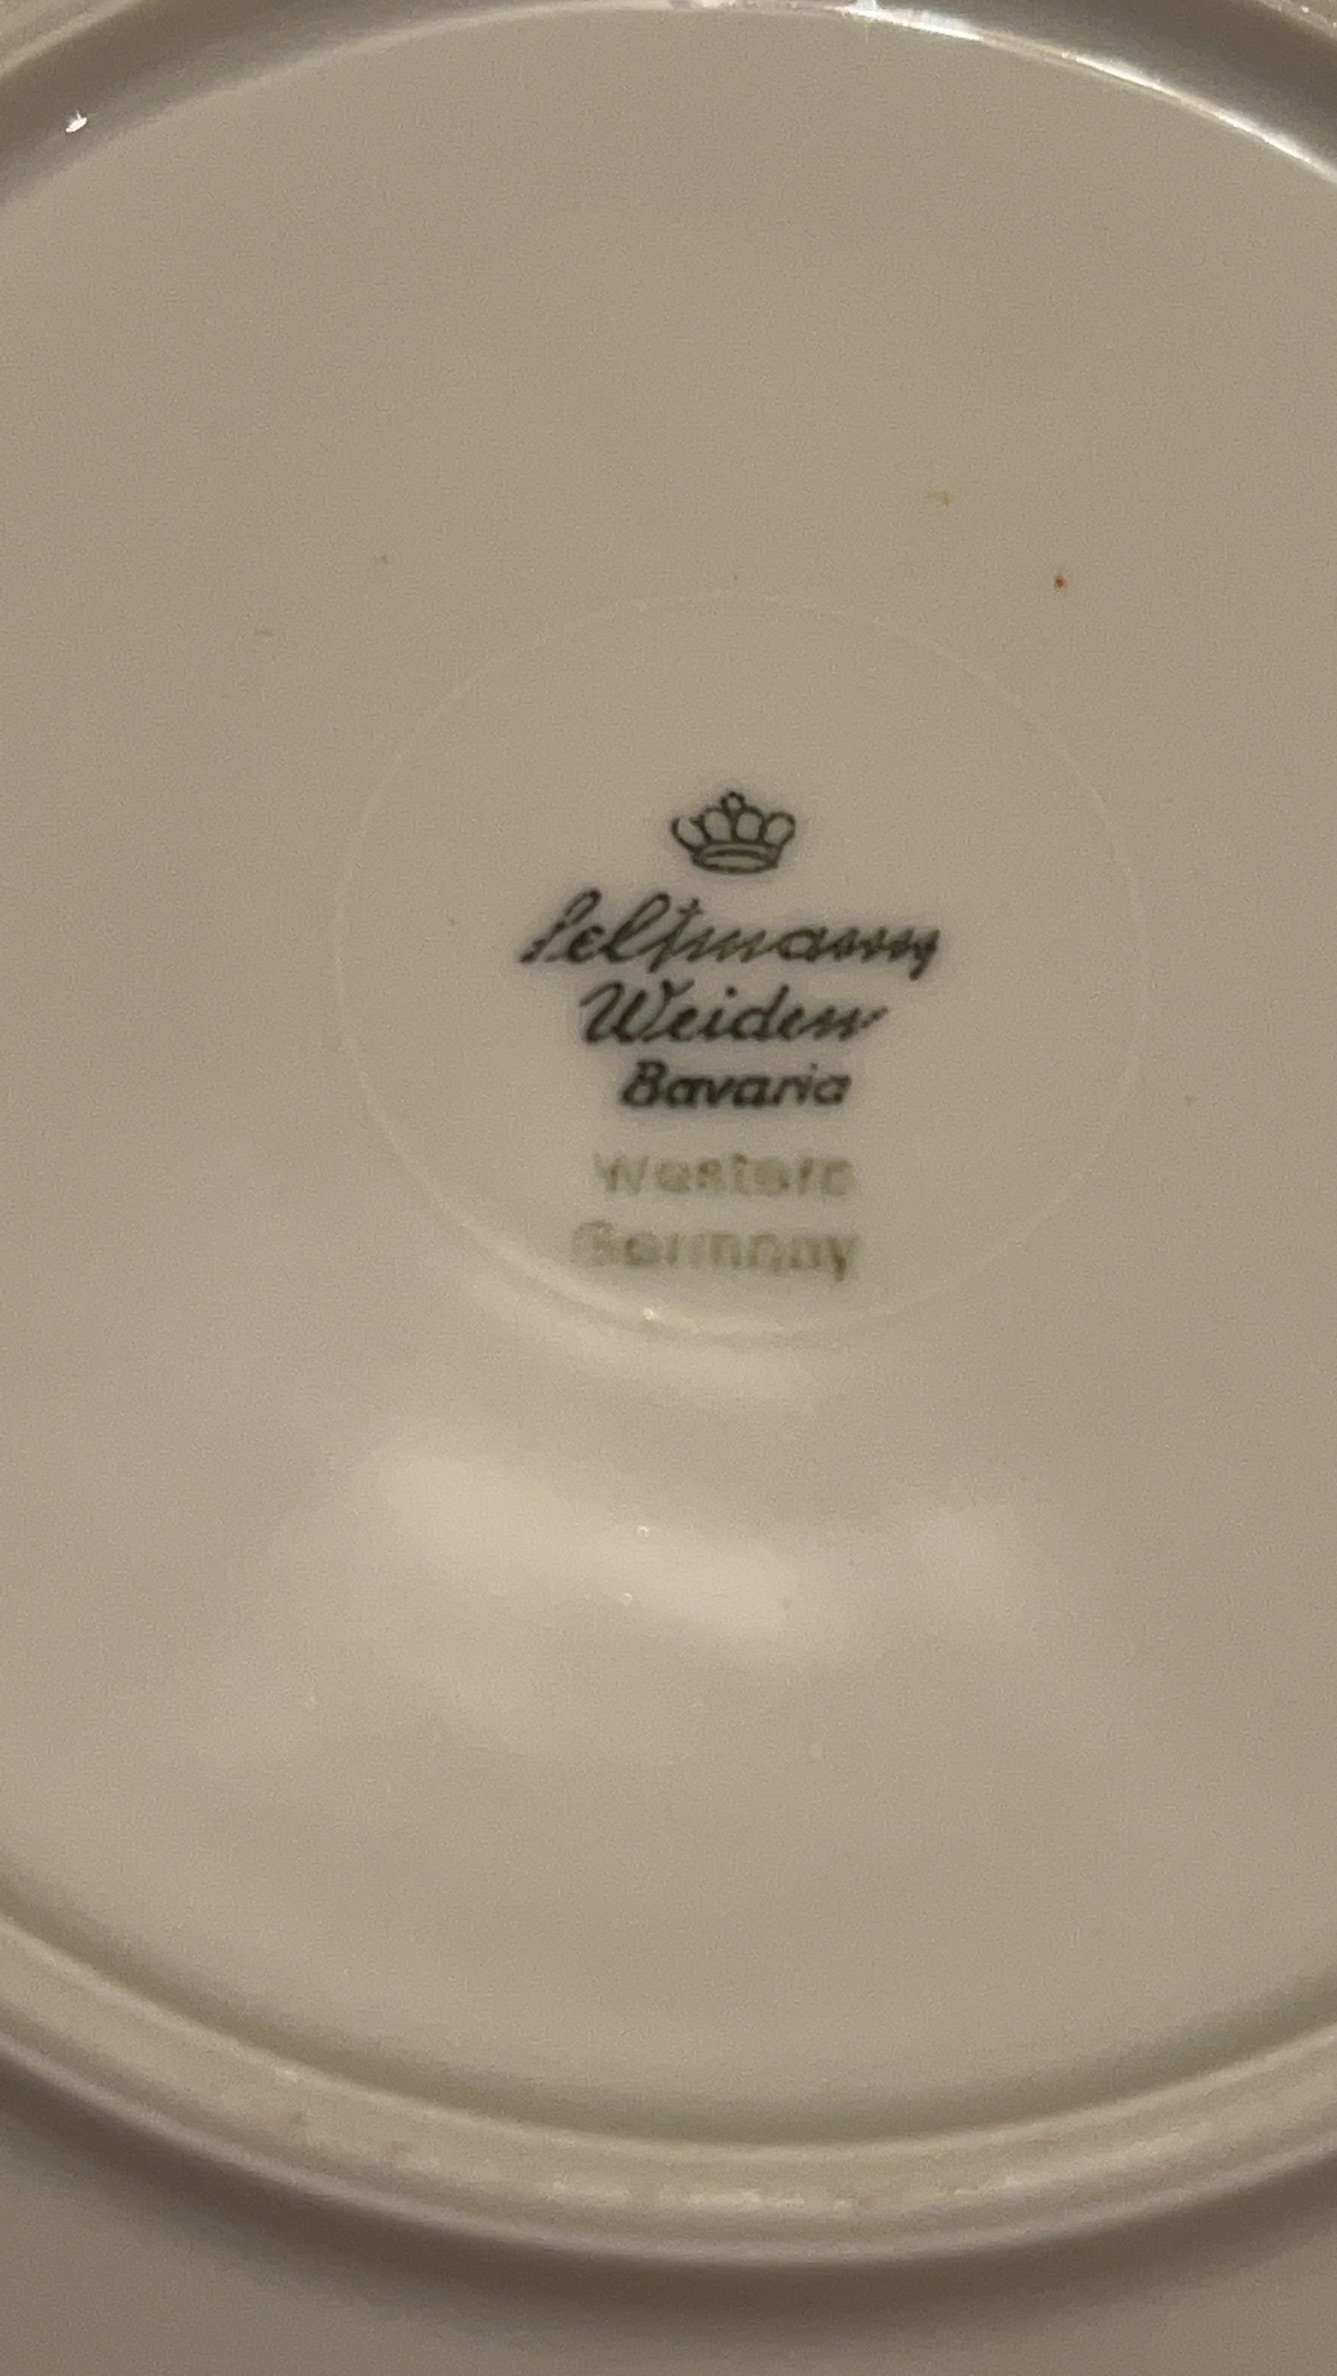 Seltmann
Weiden
Bavaria
Western
Germany